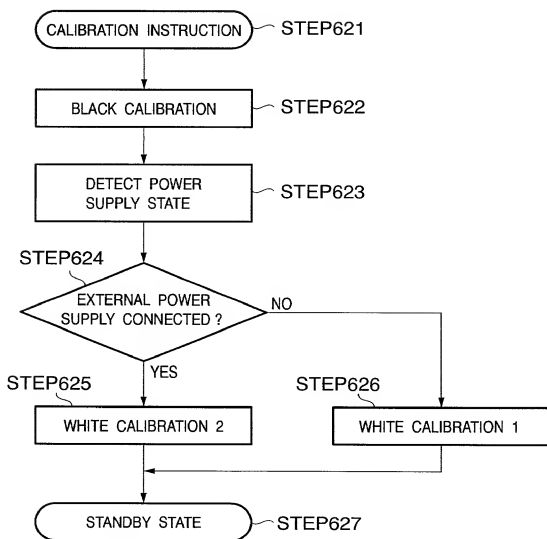 CALIBRATION INSTRUCTION
STEP621
BLACK CALIBRATION
STEP622
DETECT POWER
SUPPLY STATE
STEP623
STEP624
EXTERNAL POWER
SUPPLY CONNECTED ?
NO
YES
STEP625
WHITE CALIBRATION 2
STEP626
WHITE CALIBRATION 1
STANDBY STATE
STEP627